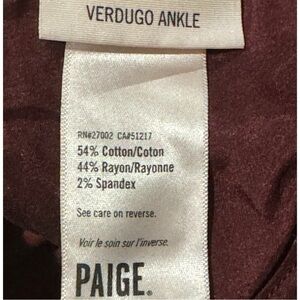 VERDUGO ANKLE
RN#27002 CA#51217
54% Cotton/Coton
44% Rayon/Rayonne
2% Spandex
See care on reverse.
Voir le soin sur l'inverse.
PAIGE.